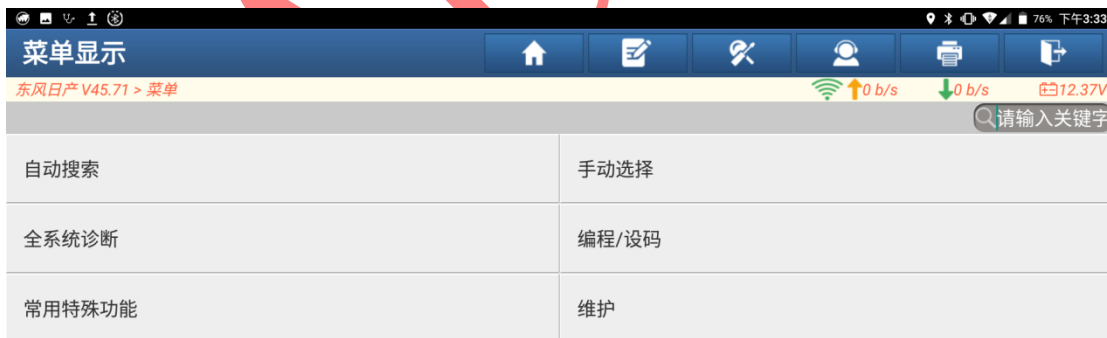 76% 下午3:33
菜单显示
东风日产 V45.71 > 菜单 0 b/s 0 b/s 12.37V
请输入关键字
自动搜索 手动选择
全系统诊断 编程/设码
常用特殊功能 维护